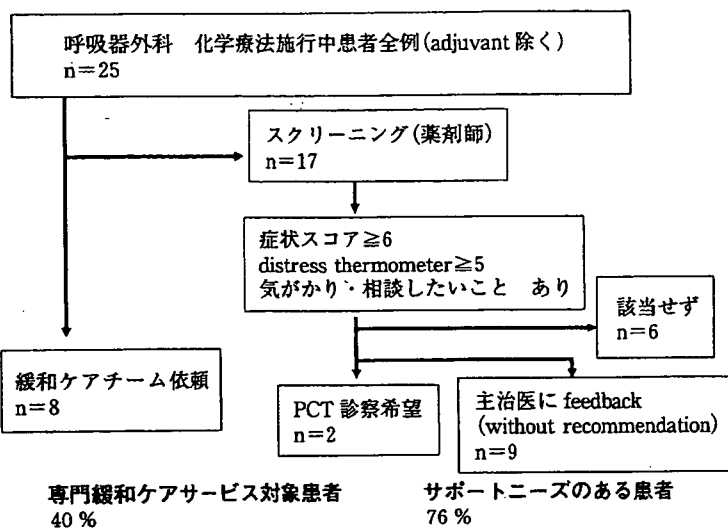 呼吸器外科 化学療法施行中患者全例(adjuvant 除く)
n=25
スクリーニング(薬剤師)
n=17
症状スコア≧6
distress thermometer≧5
気がかり・相談したいこと あり
該当せず
n=6
緩和ケアチーム依頼
n=8
PCT 診察希望
n=2
主治医に feedback
(without recommendation)
n=9
専門緩和ケアサービス対象患者
40 %
サポートニーズのある患者
76 %